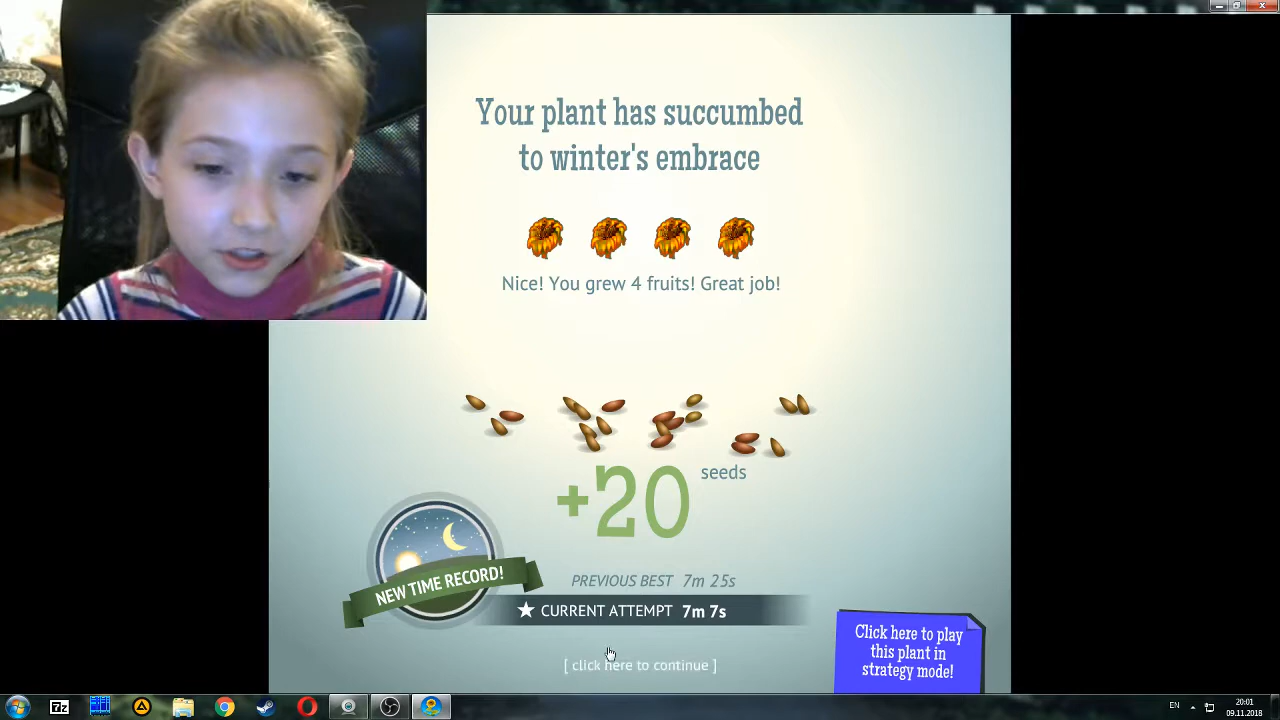 Your plant has succumbed
to winter's embrace
Nice! You grew 4 fruits! Great job!
+20 seeds
NEW TIME RECORD!
PREVIOUS BEST 7m 25s
CURRENT ATTEMPT 7m 7s
[ click here to continue ]
Click here to play
this plant in
strategy mode!
7z
EN
20:01
09.11.2018